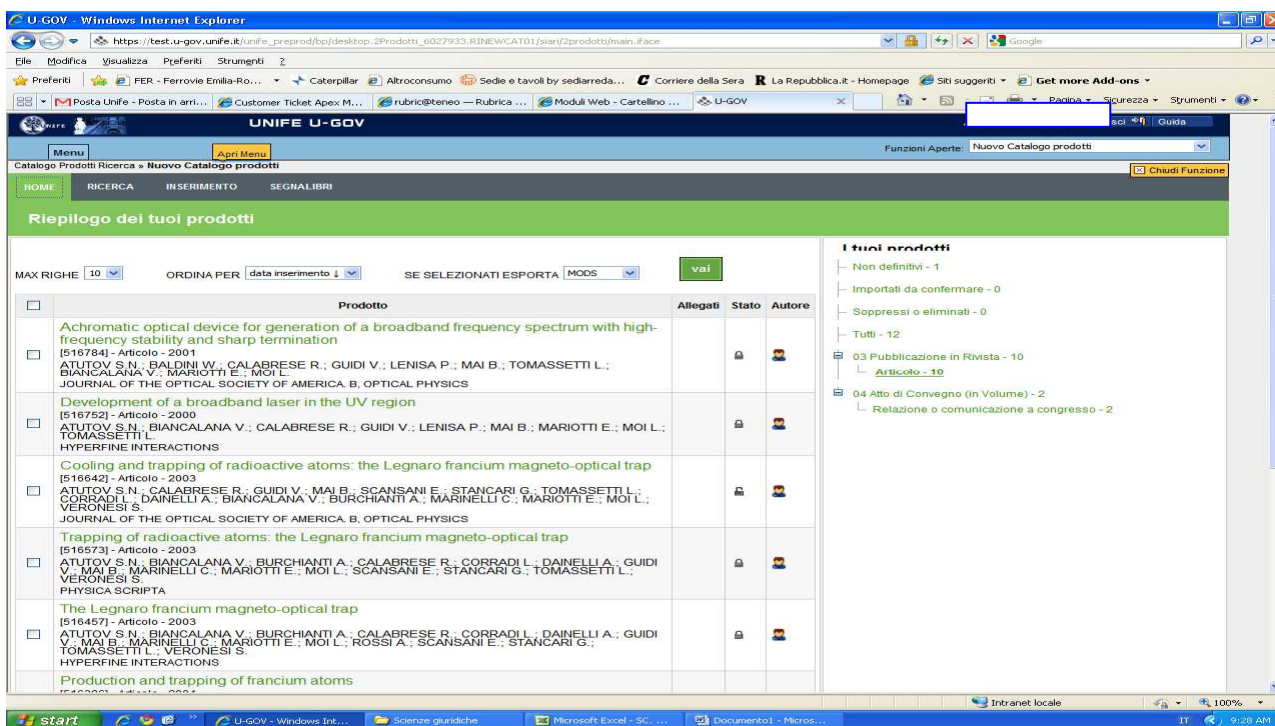 U-GOV - Windows Internet Explorer
https://test.u-gov.unife.it/unife_preprod/bp/desktop.2Prodotti_6027933.RINEWCAT01/siari/2prodotti/main.iface
Google
File Modifica Visualizza Preferiti Strumenti ?
Preferiti FER - Ferrovie Emilia-Ro... Caterpillar Altroconsumo Sedie e tavoli by sediarreda... Corriere della Sera La Repubblica.it - Homepage Siti suggeriti Get more Add-ons
Posta Unife - Posta in arri... Customer Ticket Apex M... rubric@teneo — Rubrica ... Moduli Web - Cartellino ... U-GOV Pagina Sicurezza Strumenti
UNIFE UNIFE U-GOV sci Guida
Menu Apri Menu Funzioni Aperte: Nuovo Catalogo prodotti
Catalogo Prodotti Ricerca » Nuovo Catalogo prodotti Chiudi Funzione
HOME RICERCA INSERIMENTO SEGNALIBRI
Riepilogo dei tuoi prodotti
MAX RIGHE 10 ORDINA PER data inserimento ↓ SE SELEZIONATI ESPORTA MODS vai
Prodotto Allegati Stato Autore
Achromatic optical device for generation of a broadband frequency spectrum with high-
frequency stability and sharp termination
[516784] - Articolo - 2001
ATUTOV S.N.; BALDINI W.; CALABRESE R.; GUIDI V.; LENISA P.; MAI B.; TOMASSETTI L.;
BIANCALANA V.; MARIOTTI E.; MOI L.
JOURNAL OF THE OPTICAL SOCIETY OF AMERICA. B, OPTICAL PHYSICS
Development of a broadband laser in the UV region
[516752] - Articolo - 2000
ATUTOV S.N.; BIANCALANA V.; CALABRESE R.; GUIDI V.; LENISA P.; MAI B.; MARIOTTI E.; MOI L.;
TOMASSETTI L.
HYPERFINE INTERACTIONS
Cooling and trapping of radioactive atoms: the Legnaro francium magneto-optical trap
[516642] - Articolo - 2003
ATUTOV S.N.; CALABRESE R.; GUIDI V.; MAI B.; SCANSANI E.; STANCARI G.; TOMASSETTI L.;
CORRADI L.; DAINELLI A.; BIANCALANA V.; BURCHIANTI A.; MARINELLI C.; MARIOTTI E.; MOI L.;
VERONESI S.
JOURNAL OF THE OPTICAL SOCIETY OF AMERICA. B, OPTICAL PHYSICS
Trapping of radioactive atoms: the Legnaro francium magneto-optical trap
[516573] - Articolo - 2003
ATUTOV S.N.; BIANCALANA V.; BURCHIANTI A.; CALABRESE R.; CORRADI L.; DAINELLI A.; GUIDI
V.; MAI B.; MARINELLI C.; MARIOTTI E.; MOI L.; SCANSANI E.; STANCARI G.; TOMASSETTI L.;
VERONESI S.
PHYSICA SCRIPTA
The Legnaro francium magneto-optical trap
[516457] - Articolo - 2003
ATUTOV S.N.; BIANCALANA V.; BURCHIANTI A.; CALABRESE R.; CORRADI L.; DAINELLI A.; GUIDI
V.; MAI B.; MARINELLI C.; MARIOTTI E.; MOI L.; ROSSI A.; SCANSANI E.; STANCARI G.;
TOMASSETTI L.; VERONESI S.
HYPERFINE INTERACTIONS
Production and trapping of francium atoms
I tuoi prodotti
Non definitivi - 1
Importati da confermare - 0
Soppressi o eliminati - 0
Tutti - 12
03 Pubblicazione in Rivista - 10
Articolo - 10
04 Atto di Convegno (in Volume) - 2
Relazione o comunicazione a congresso - 2
Intranet locale 100%
start U-GOV - Windows Int... Scienze giuridiche Microsoft Excel - SC. ... Documento1 - Micros... IT 9:28 AM